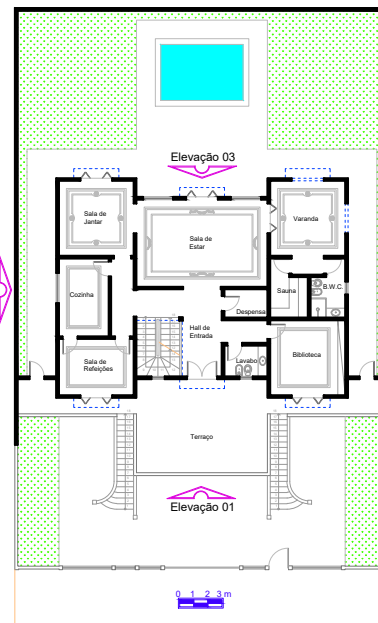 Elevação 03
Sala de
Jantar
Sala de
Estar
Varanda
Cozinha
Sauna
B.W.C
Despensa
Hall de
Entrada
Sala de
Refeições
Lavabo
Biblioteca
Terraço
Elevação 01
0 1 2 3 m